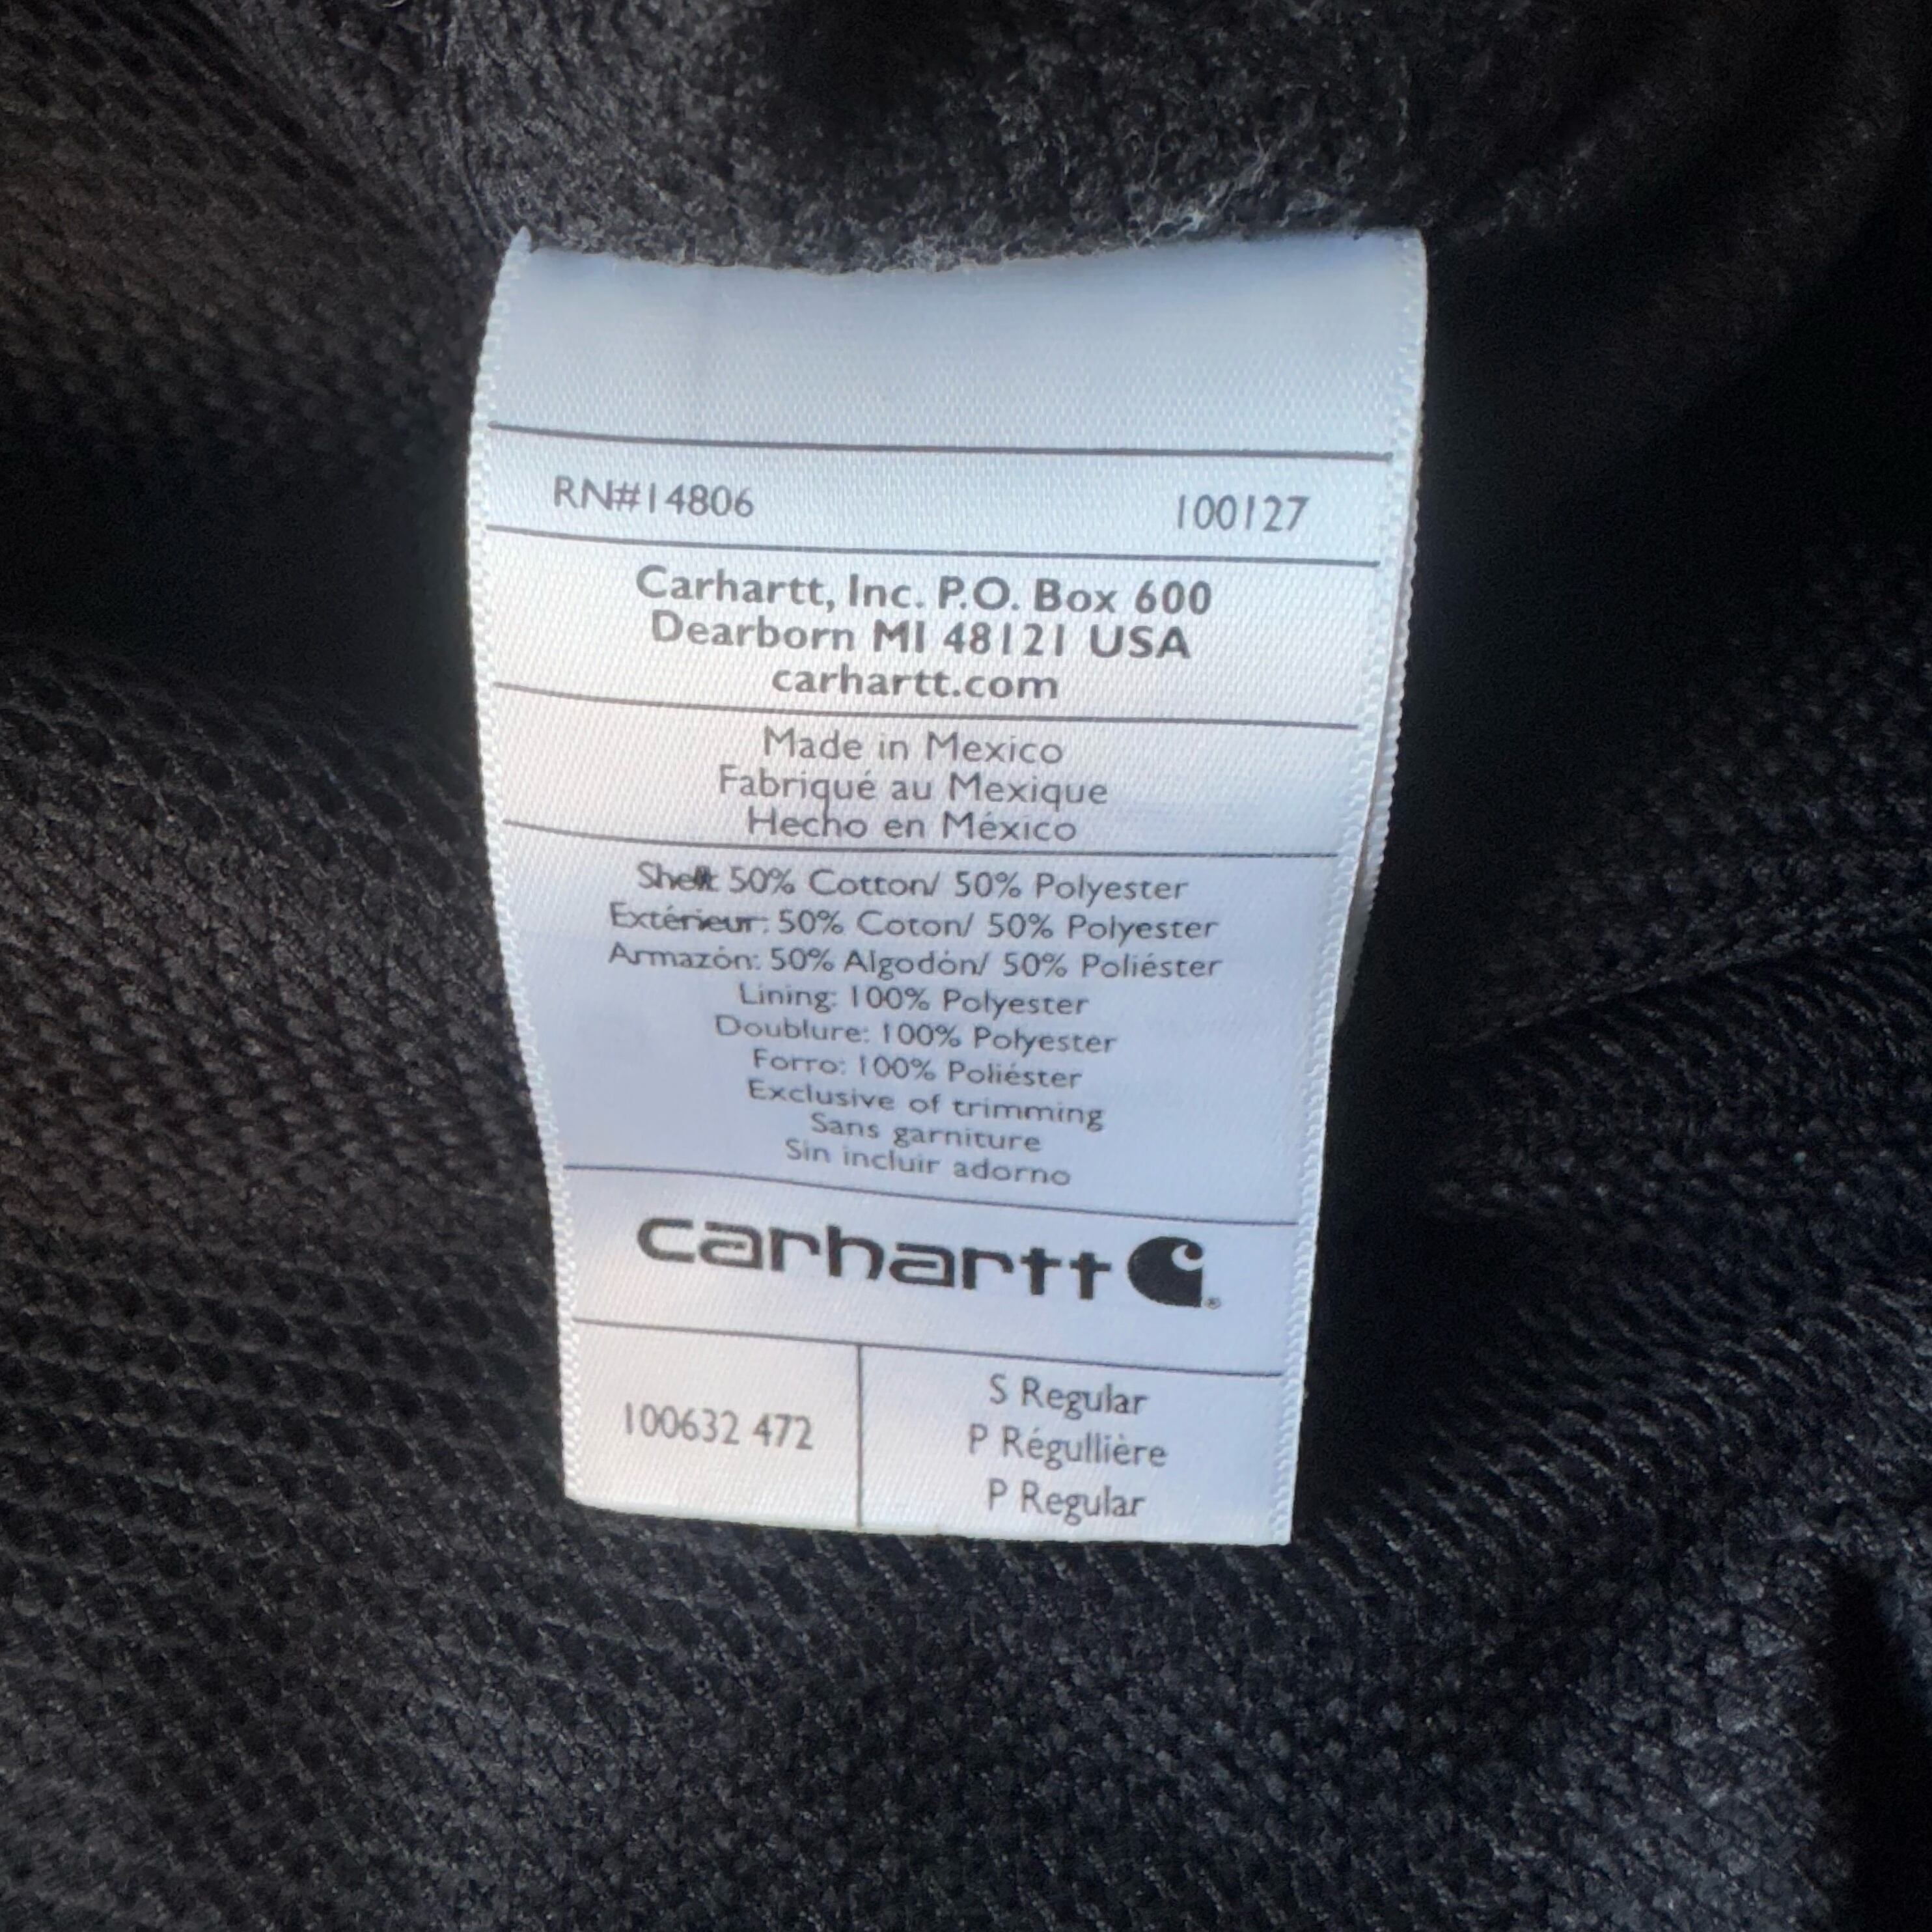 RN#14806 100127
Carhartt, Inc. P.O. Box 600
Dearborn MI 48121 USA
carhartt.com
Made in Mexico
Fabriqué au Mexique
Hecho en México
Shell: 50% Cotton/ 50% Polyester
Extérieur: 50% Coton/ 50% Polyester
Armazón: 50% Algodón/ 50% Poliéster
Lining: 100% Polyester
Doublure: 100% Polyester
Forro: 100% Poliéster
Exclusive of trimming
Sans garniture
Sin incluir adorno
carhartt ®
100632 472
S Regular
P Régullière
P Regular